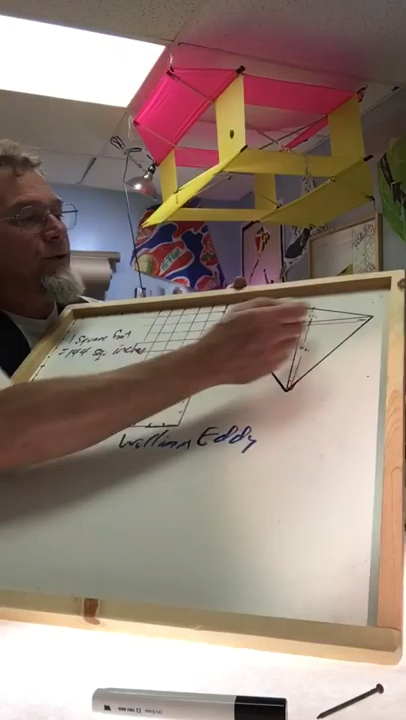 1 Square foot
= 144 sq. inches
William Eddy